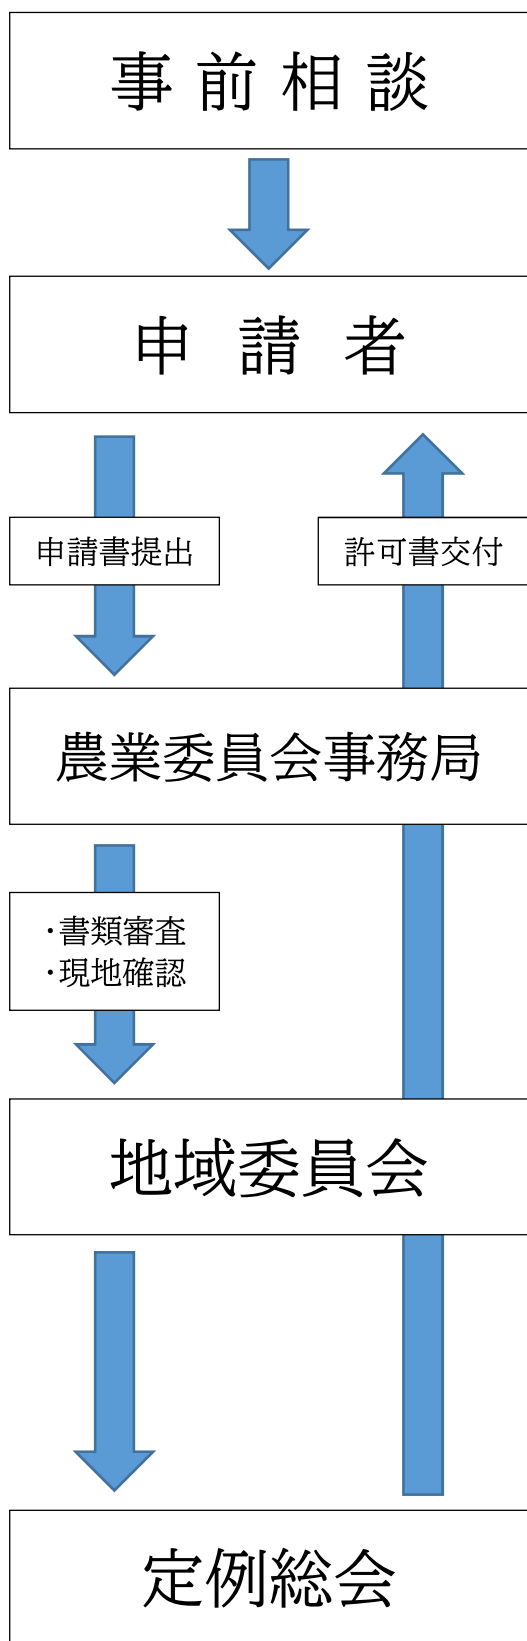 事前相談
申請者
申請書提出
許可書交付
農業委員会事務局
・書類審査
・現地確認
地域委員会
定例総会